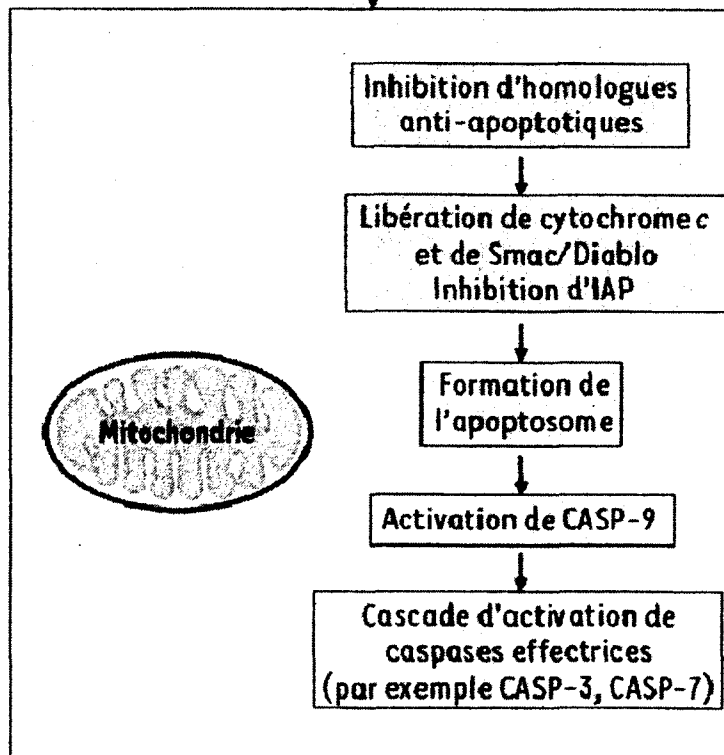 Inhibition d'homologues
anti-apoptotiques
Libération de cytochrome c
et de Smac/Diablo
Inhibition d'IAP
Formation de
l'apoptosome
Mitochondrie
Activation de CASP-9
Cascade d'activation de
caspases effectrices
(par exemple CASP-3, CASP-7)